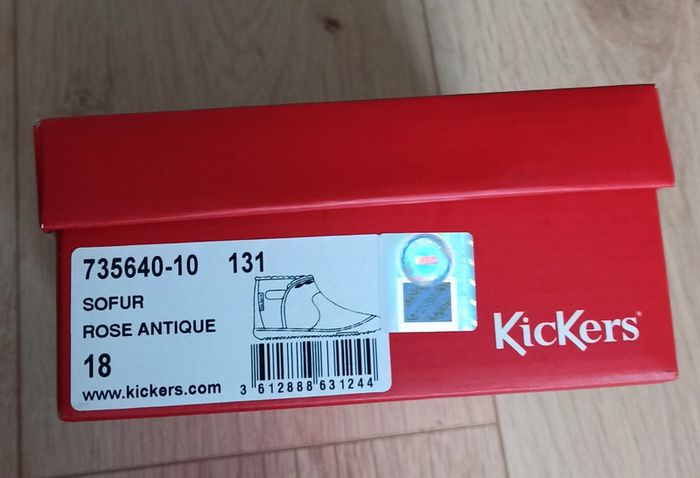 735640-10 131
SOFUR
ROSE ANTIQUE
18
www.kickers.com
3 612888 631244
KicKers